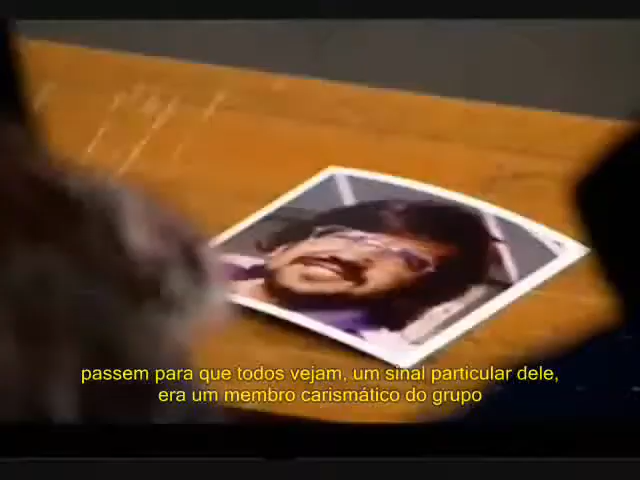 passem para que todos vejam, um sinal particular dele,
era um membro carismático do grupo